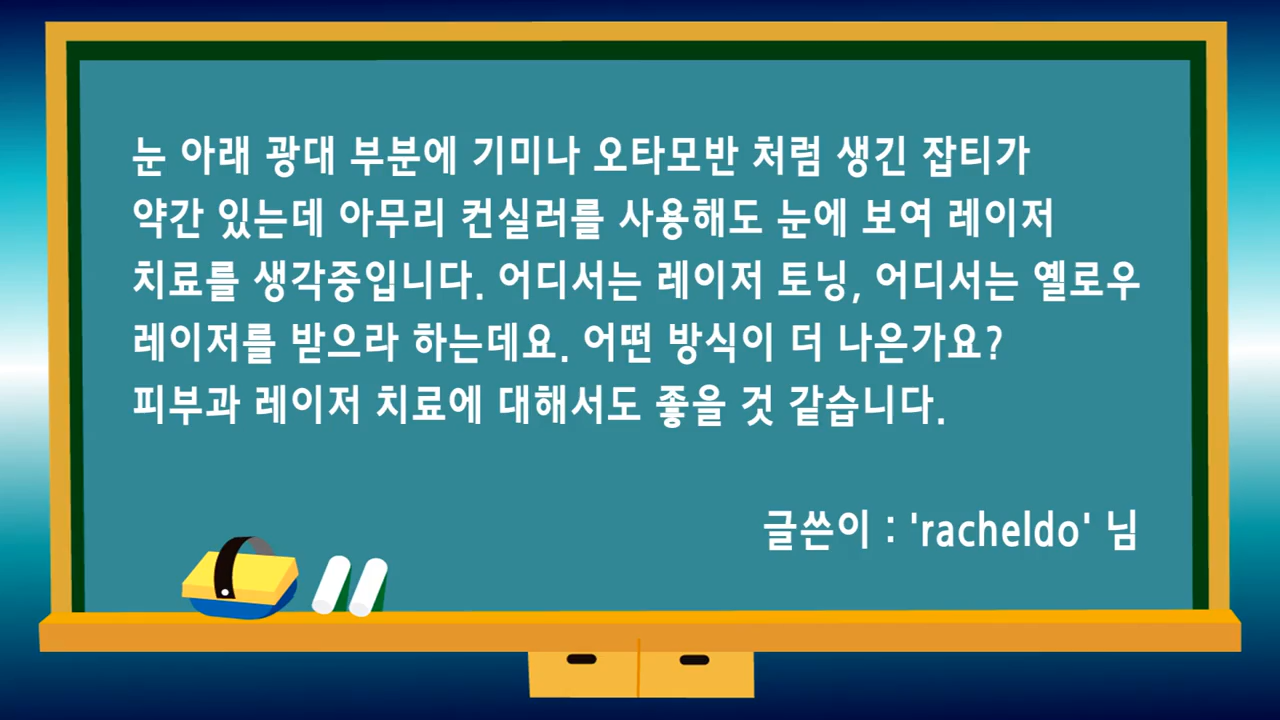 눈 아래 광대 부분에 기미나 오타모반 처럼 생긴 잡티가
약간 있는데 아무리 컨실러를 사용해도 눈에 보여 레이저
치료를 생각중입니다. 어디서는 레이저 토닝, 어디서는 옐로우
레이저를 받으라 하는데요. 어떤 방식이 더 나은가요?
피부과 레이저 치료에 대해서도 좋을 것 같습니다.
글쓴이 : 'racheldo' 님